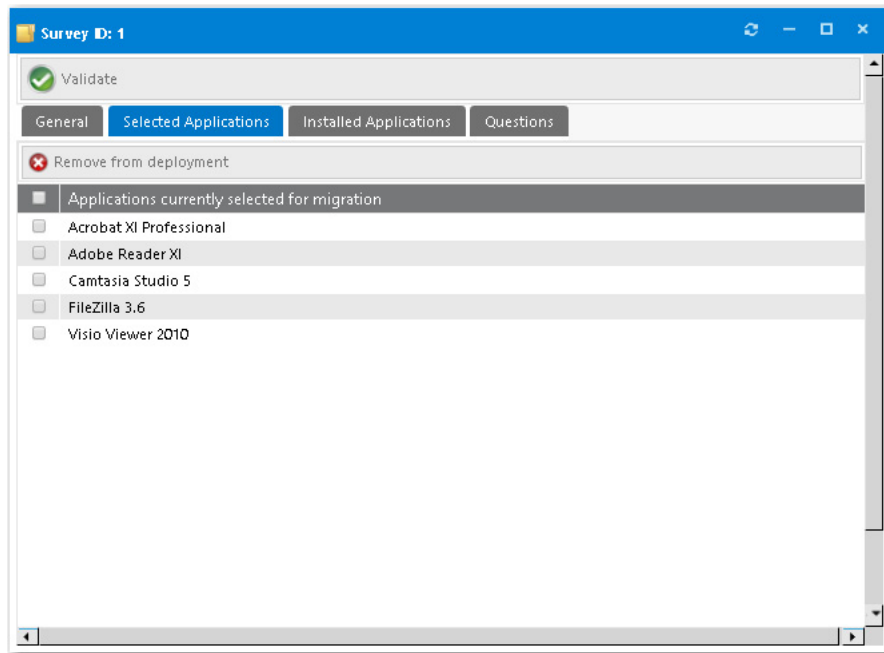 Survey ID: 1
Validate
General Selected Applications Installed Applications Questions
Remove from deployment
Applications currently selected for migration
Acrobat XI Professional
Adobe Reader XI
Camtasia Studio 5
FileZilla 3.6
Visio Viewer 2010